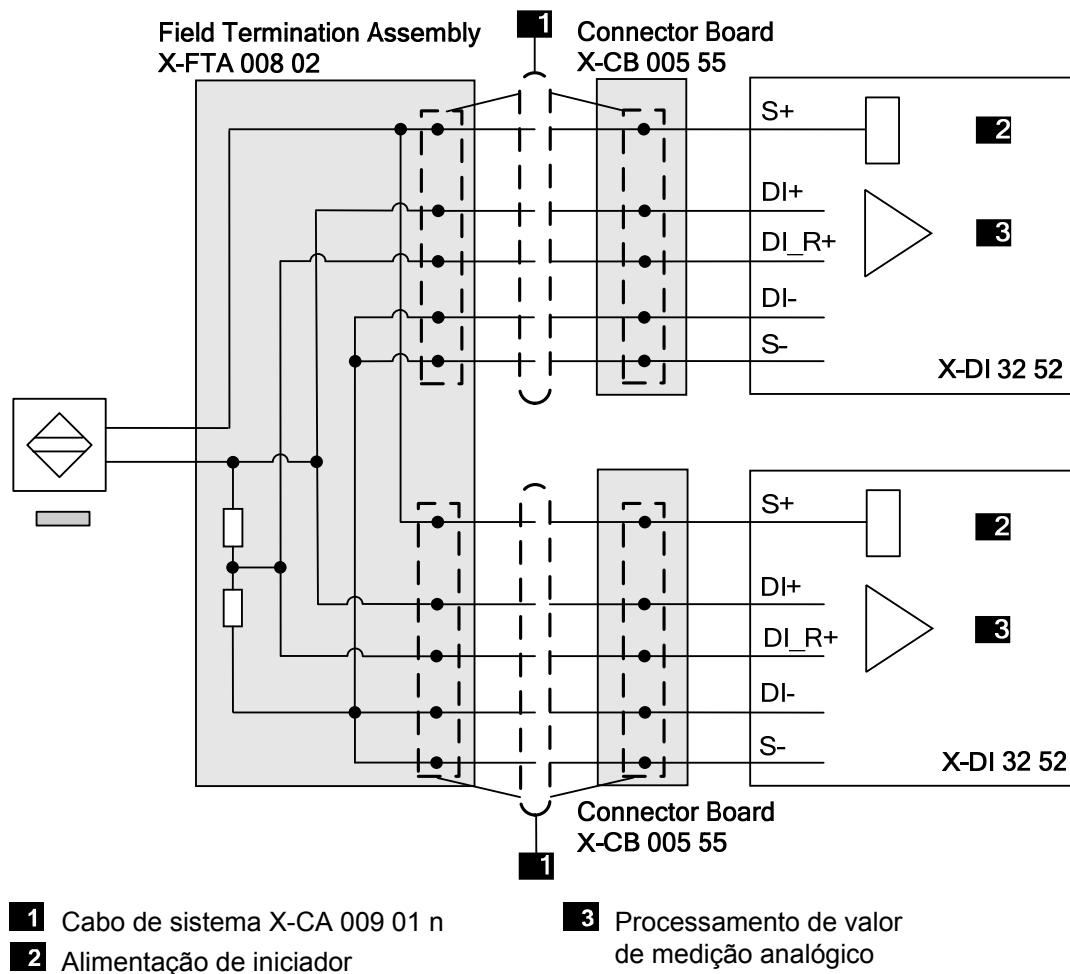 Field Termination Assembly
X-FTA 008 02
1
Connector Board
X-CB 005 55
S+
2
DI+
3
DI_R+
DI-
S-
X-DI 32 52
S+
2
DI+
3
DI_R+
DI-
S-
X-DI 32 52
Connector Board
X-CB 005 55
1
1 Cabo de sistema X-CA 009 01 n
2 Alimentação de iniciador
3 Processamento de valor
de medição analógico